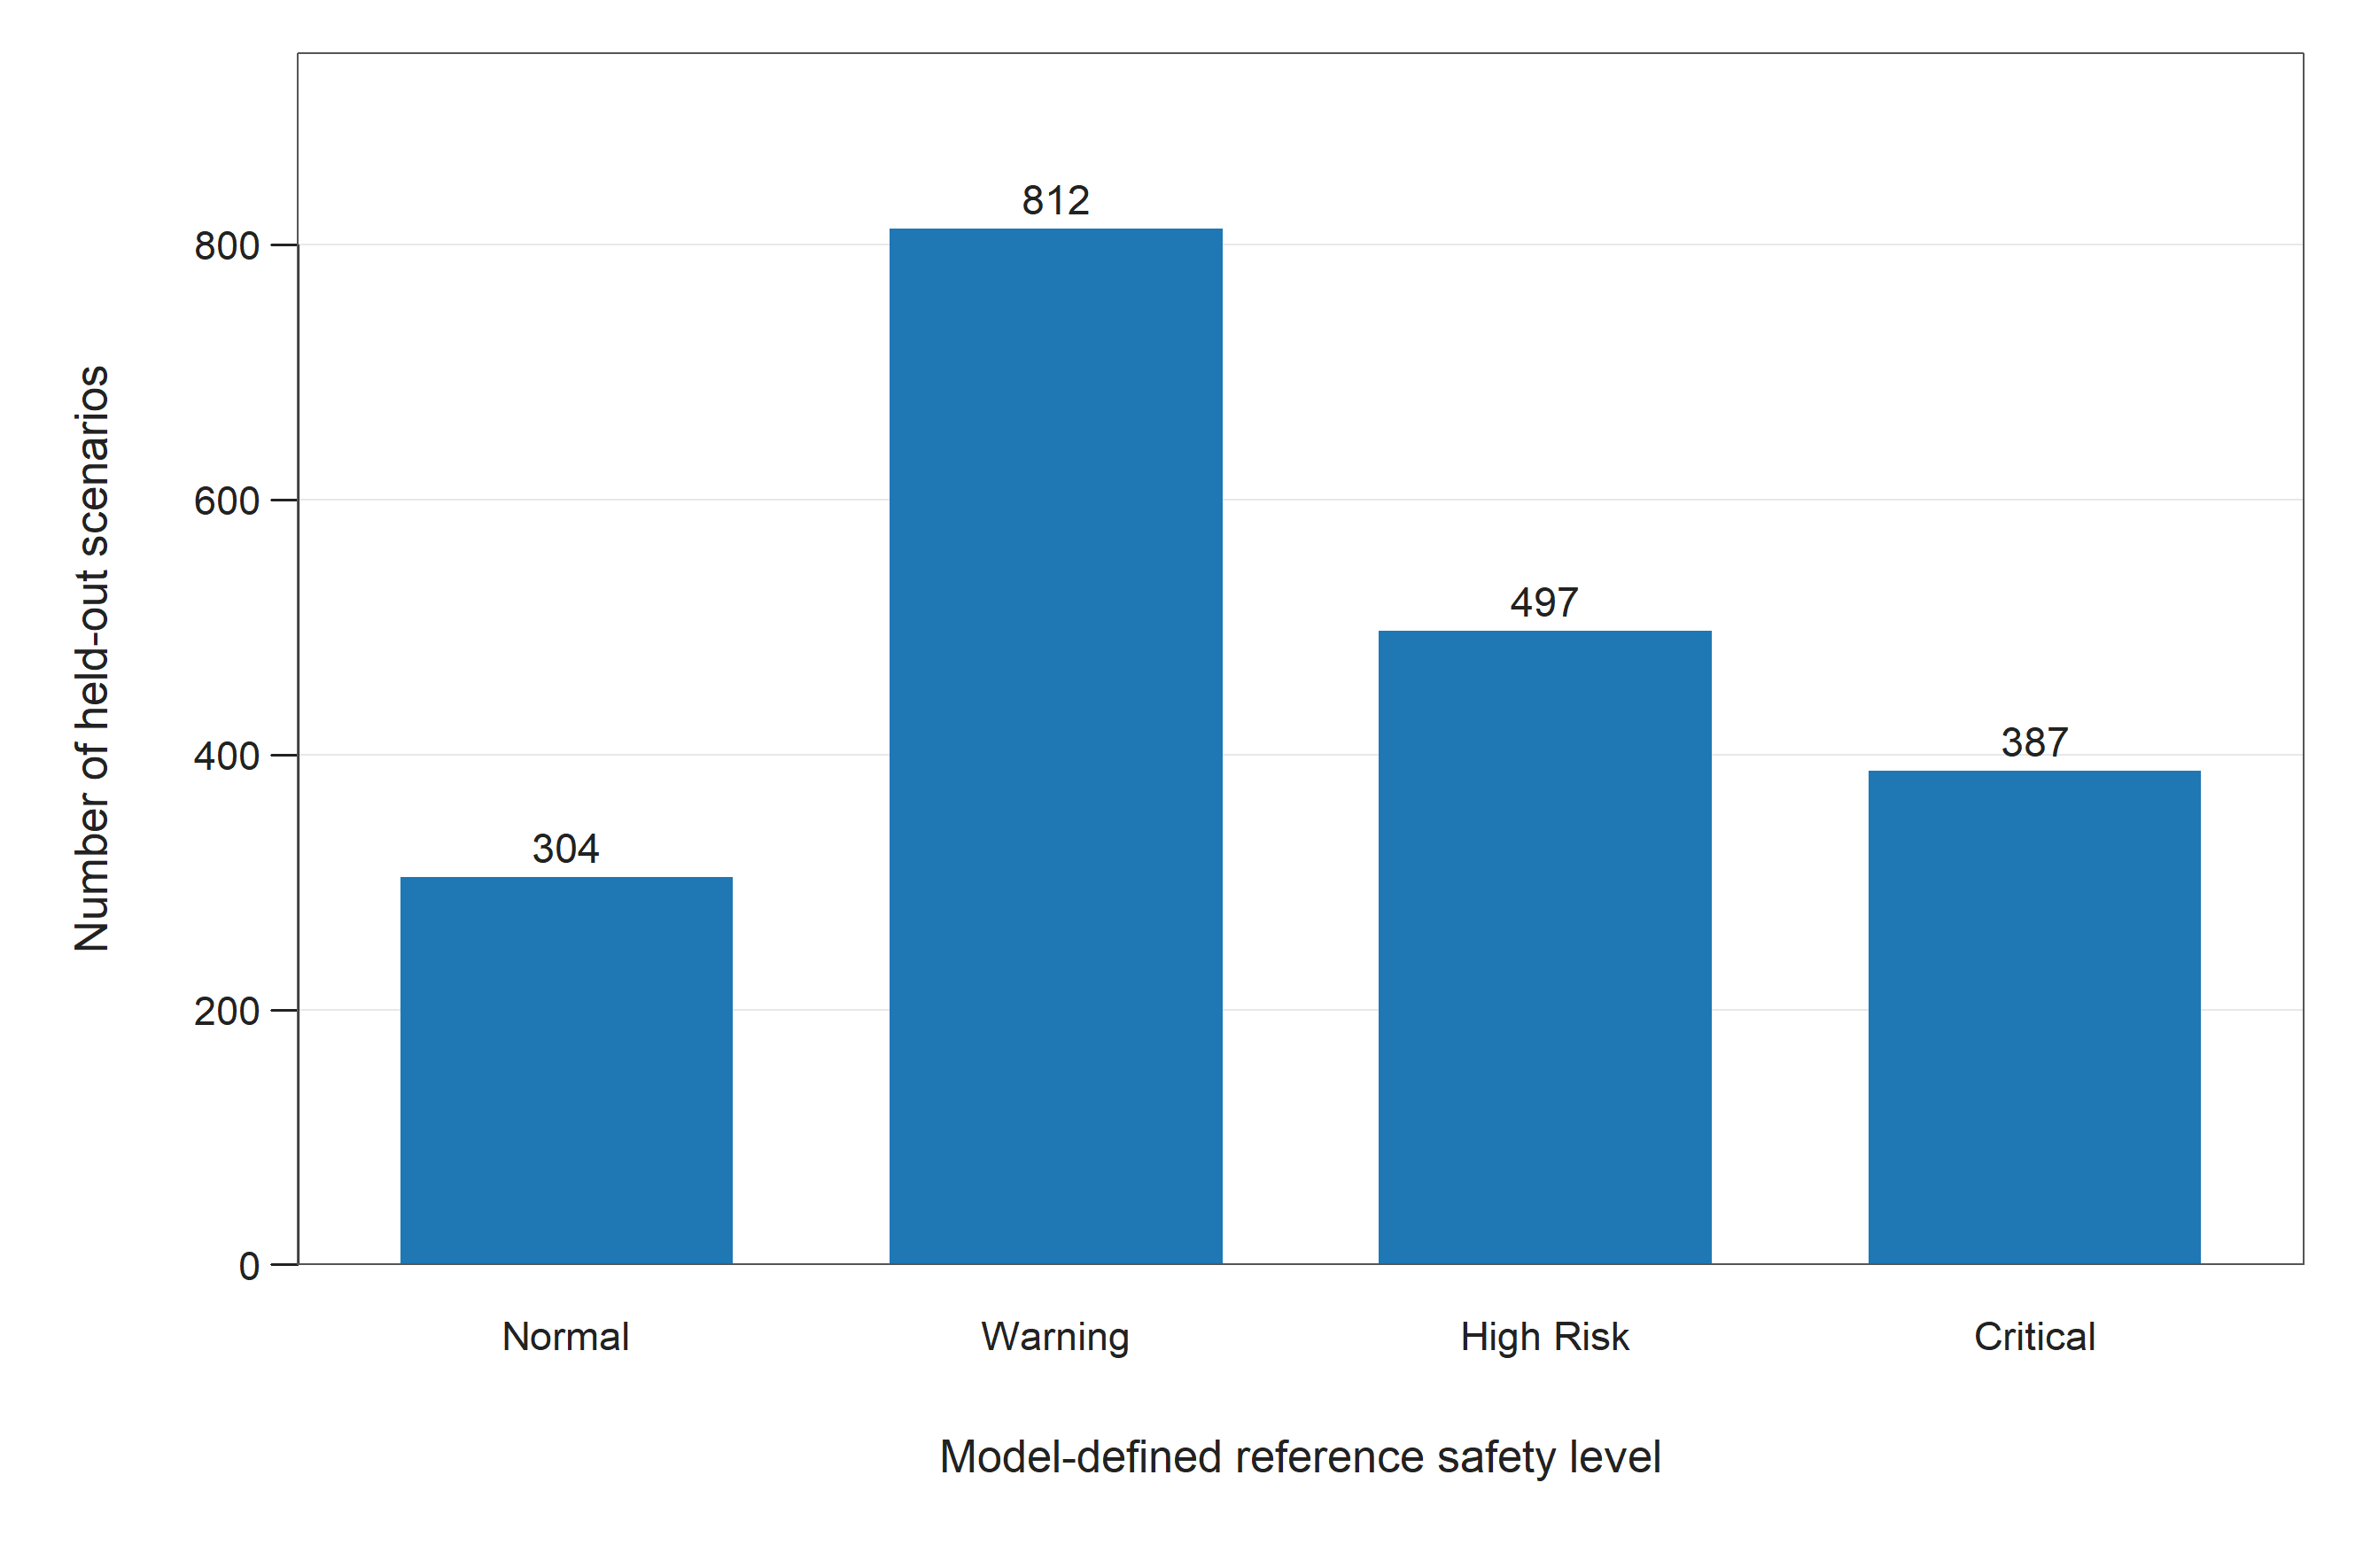 812
800
Number of held-out scenarios
600
497
400
387
304
200
0
Normal
Warning
High Risk
Critical
Model-defined reference safety level